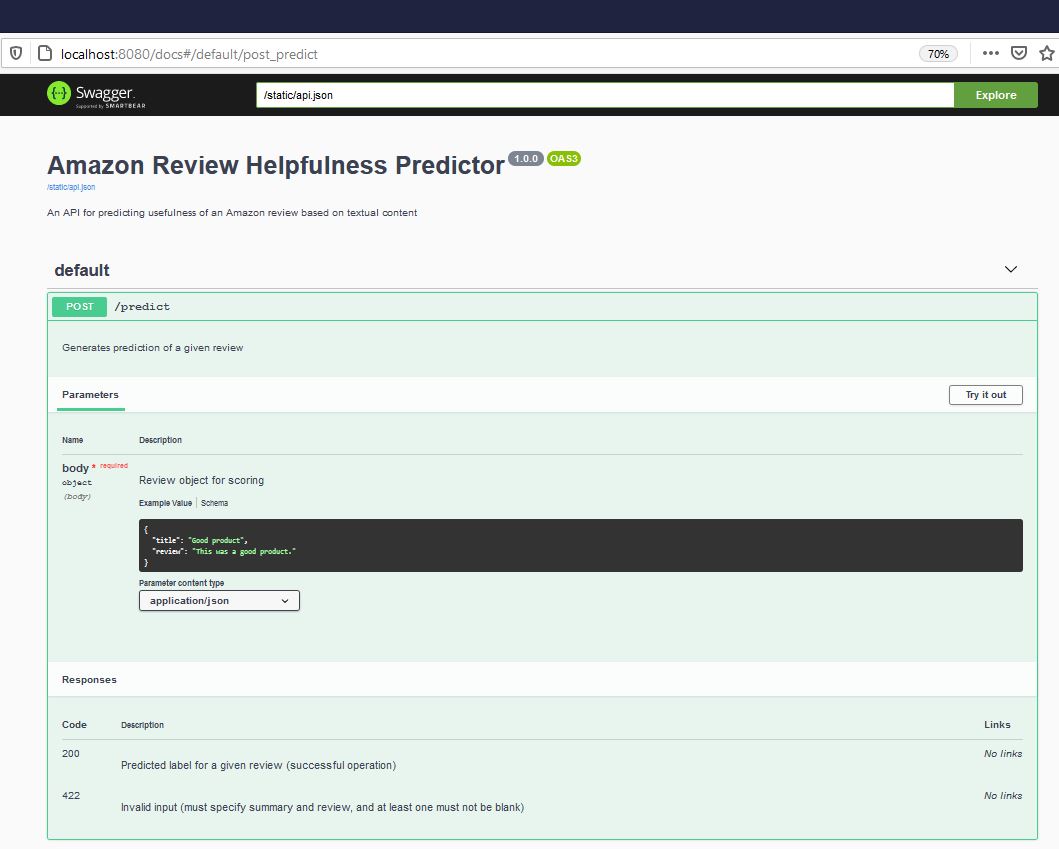 localhost:8080/docs#/default/post_predict
70%
Swagger.
Supported by SMARTBEAR
/static/api.json
Explore
Amazon Review Helpfulness Predictor 1.0.0 OAS3
/static/api.json
An API for predicting usefulness of an Amazon review based on textual content
default
POST /predict
Generates prediction of a given review
Parameters
Try it out
Name Description
body * required
object
(body)
Review object for scoring
Example Value Schema
{
"title": "Good product",
"review": "This was a good product."
}
Parameter content type
application/json
Responses
Code Description Links
200 No links
Predicted label for a given review (successful operation)
422 No links
Invalid input (must specify summary and review, and at least one must not be blank)